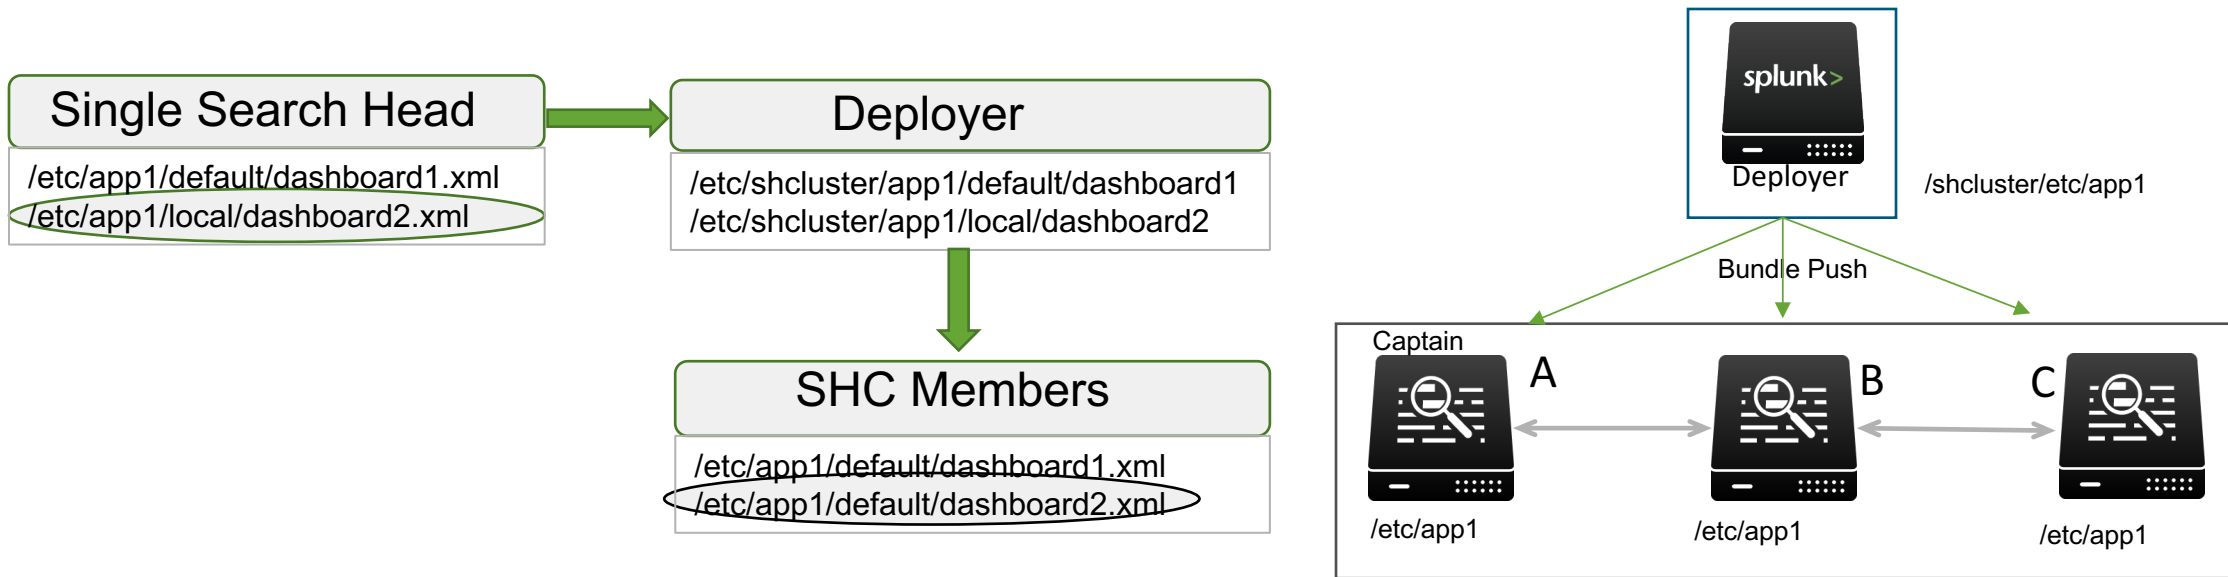 Single Search Head
/etc/app1/default/dashboard1.xml
/etc/app1/local/dashboard2.xml
Deployer
/etc/shcluster/app1/default/dashboard1
/etc/shcluster/app1/local/dashboard2
SHC Members
/etc/app1/default/dashboard1.xml
/etc/app1/default/dashboard2.xml
splunk>
Deployer
/shcluster/etc/app1
Bundle Push
Captain
A
B
C
/etc/app1
/etc/app1
/etc/app1